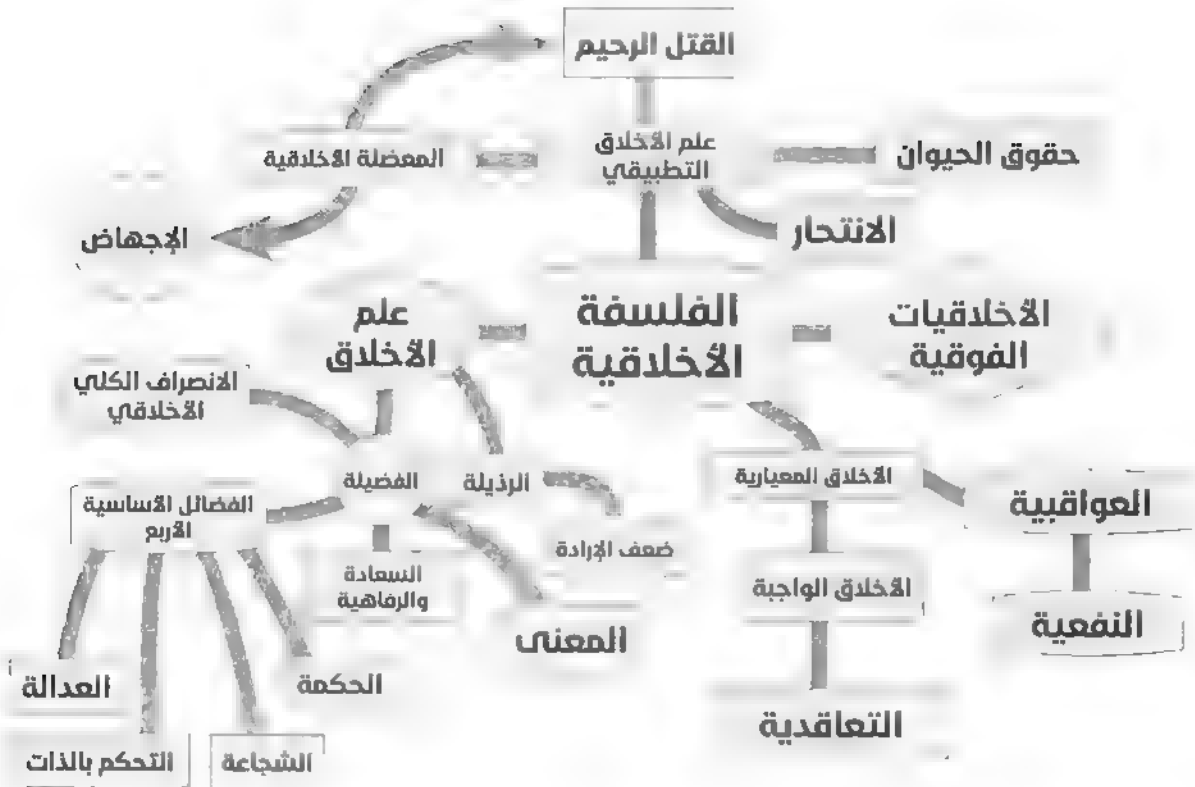 القتل الرحيم
علم الأخلاق
التطبيقي
المعضلة الأخلاقية
حقوق الحيوان
الانتحار
الإجهاض
الفلسفة
الأخلاقية
علم
الأخلاق
الأخلاقيات
الفوقية
الانصراف الكلي
الأخلاقي
الفضيلة
الرذيلة
الأخلاق المعيارية
العواقبية
الفضائل الأساسية
الأربع
السعادة
والرفاهية
ضعف الإرادة
الأخلاق الواجبة
النفعية
المعنى
العدالة
الحكمة
التعاقدية
التحكم بالذات
الشجاعة